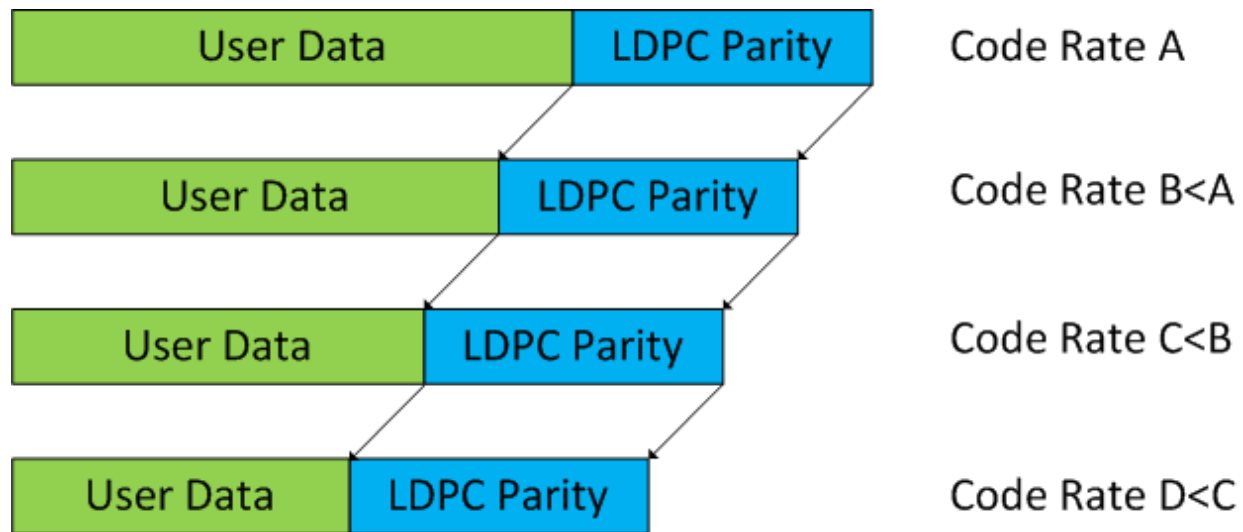 User Data LDPC Parity Code Rate A
User Data LDPC Parity Code Rate B<A
User Data LDPC Parity Code Rate C<B
User Data LDPC Parity Code Rate D<C